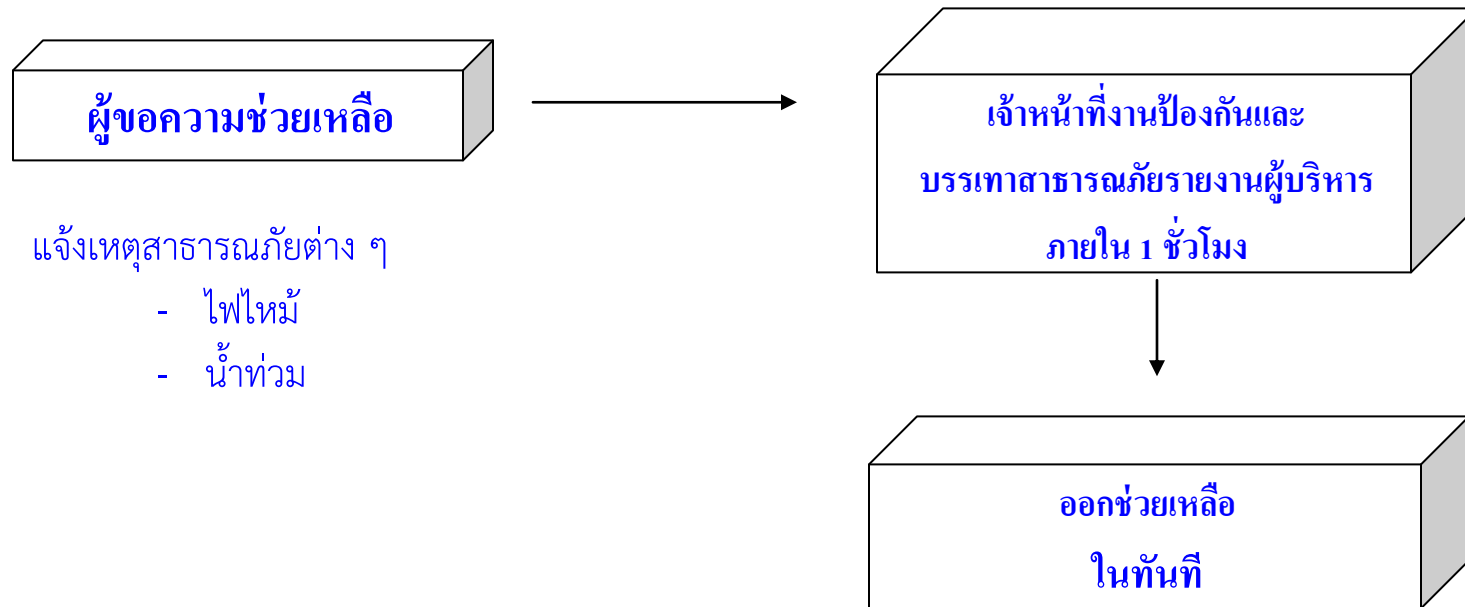 ผู้ขอความช่วยเหลือ
แจ้งเหตุสาธารณภัยต่าง ๆ
- ไฟไหม้
- น้ำท่วม
เจ้าหน้าที่งานป้องกันและ
บรรเทาสาธารณภัยรายงานผู้บริหาร
ภายใน 1 ชั่วโมง
ออกช่วยเหลือ
ในทันที